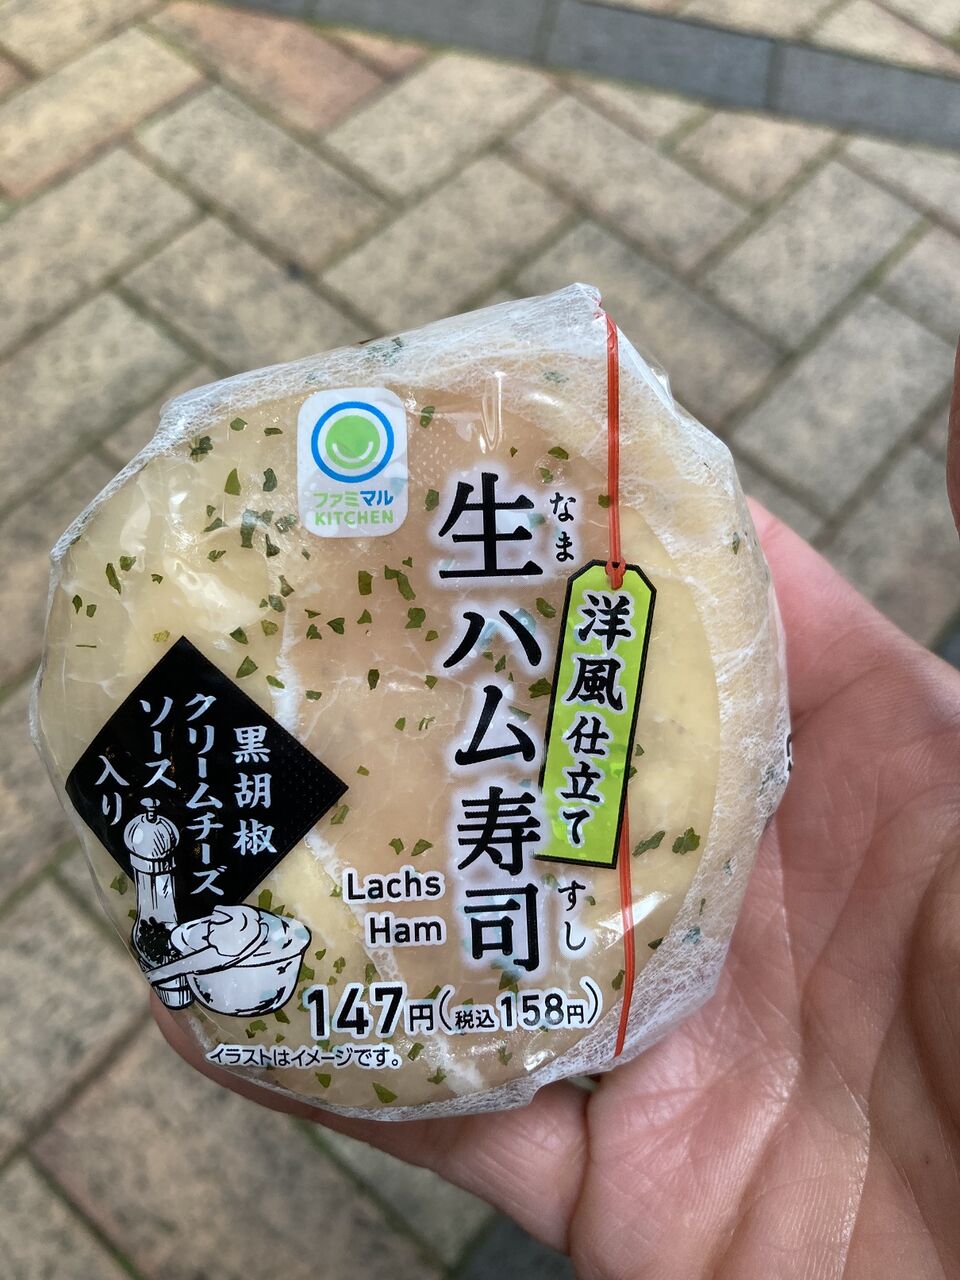 ファミマル
KITCHEN
生ハム寿司
なま
すし
洋風仕立て
黒胡椒
クリームチーズ
ソース
入り
Lachs
Ham
147円(税込158円)
イラストはイメージです。